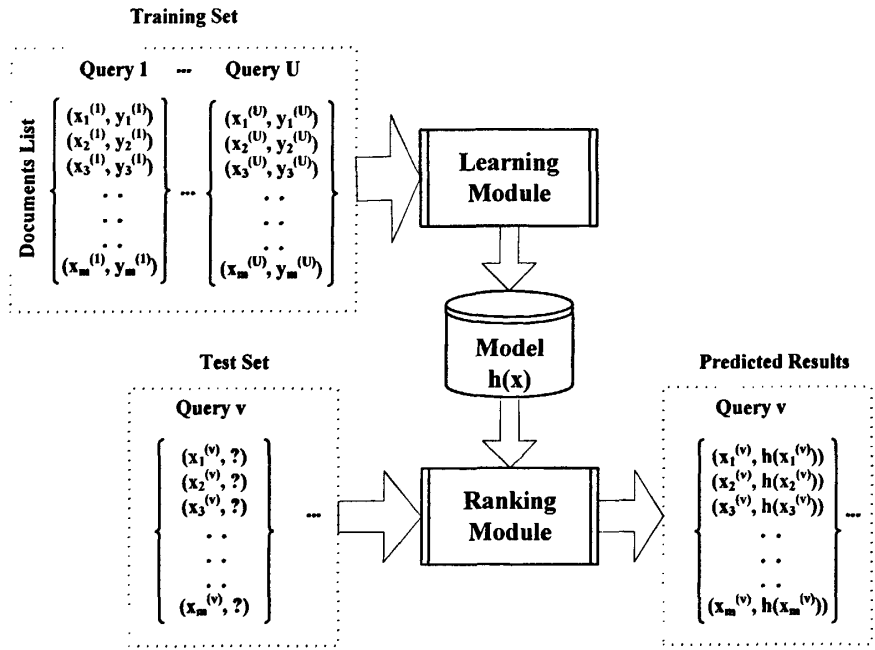 Training Set
Query 1 ... Query U
Documents List
(x₁⁽¹⁾, y₁⁽¹⁾)
(x₂⁽¹⁾, y₂⁽¹⁾)
(x₃⁽¹⁾, y₃⁽¹⁾)
. .
. .
. .
(xₘ⁽¹⁾, yₘ⁽¹⁾)
...
(x₁⁽ᵁ⁾, y₁⁽ᵁ⁾)
(x₂⁽ᵁ⁾, y₂⁽ᵁ⁾)
(x₃⁽ᵁ⁾, y₃⁽ᵁ⁾)
. .
. .
. .
(xₘ⁽ᵁ⁾, yₘ⁽ᵁ⁾)
Learning
Module
Model
h(x)
Test Set
Query v
(x₁⁽ᵛ⁾, ?)
(x₂⁽ᵛ⁾, ?)
(x₃⁽ᵛ⁾, ?)
. .
. .
. .
(xₘ⁽ᵛ⁾, ?)
...
Ranking
Module
Predicted Results
Query v
(x₁⁽ᵛ⁾, h(x₁⁽ᵛ⁾))
(x₂⁽ᵛ⁾, h(x₂⁽ᵛ⁾))
(x₃⁽ᵛ⁾, h(x₃⁽ᵛ⁾))
. .
. .
. .
(xₘ⁽ᵛ⁾, h(xₘ⁽ᵛ⁾))
...